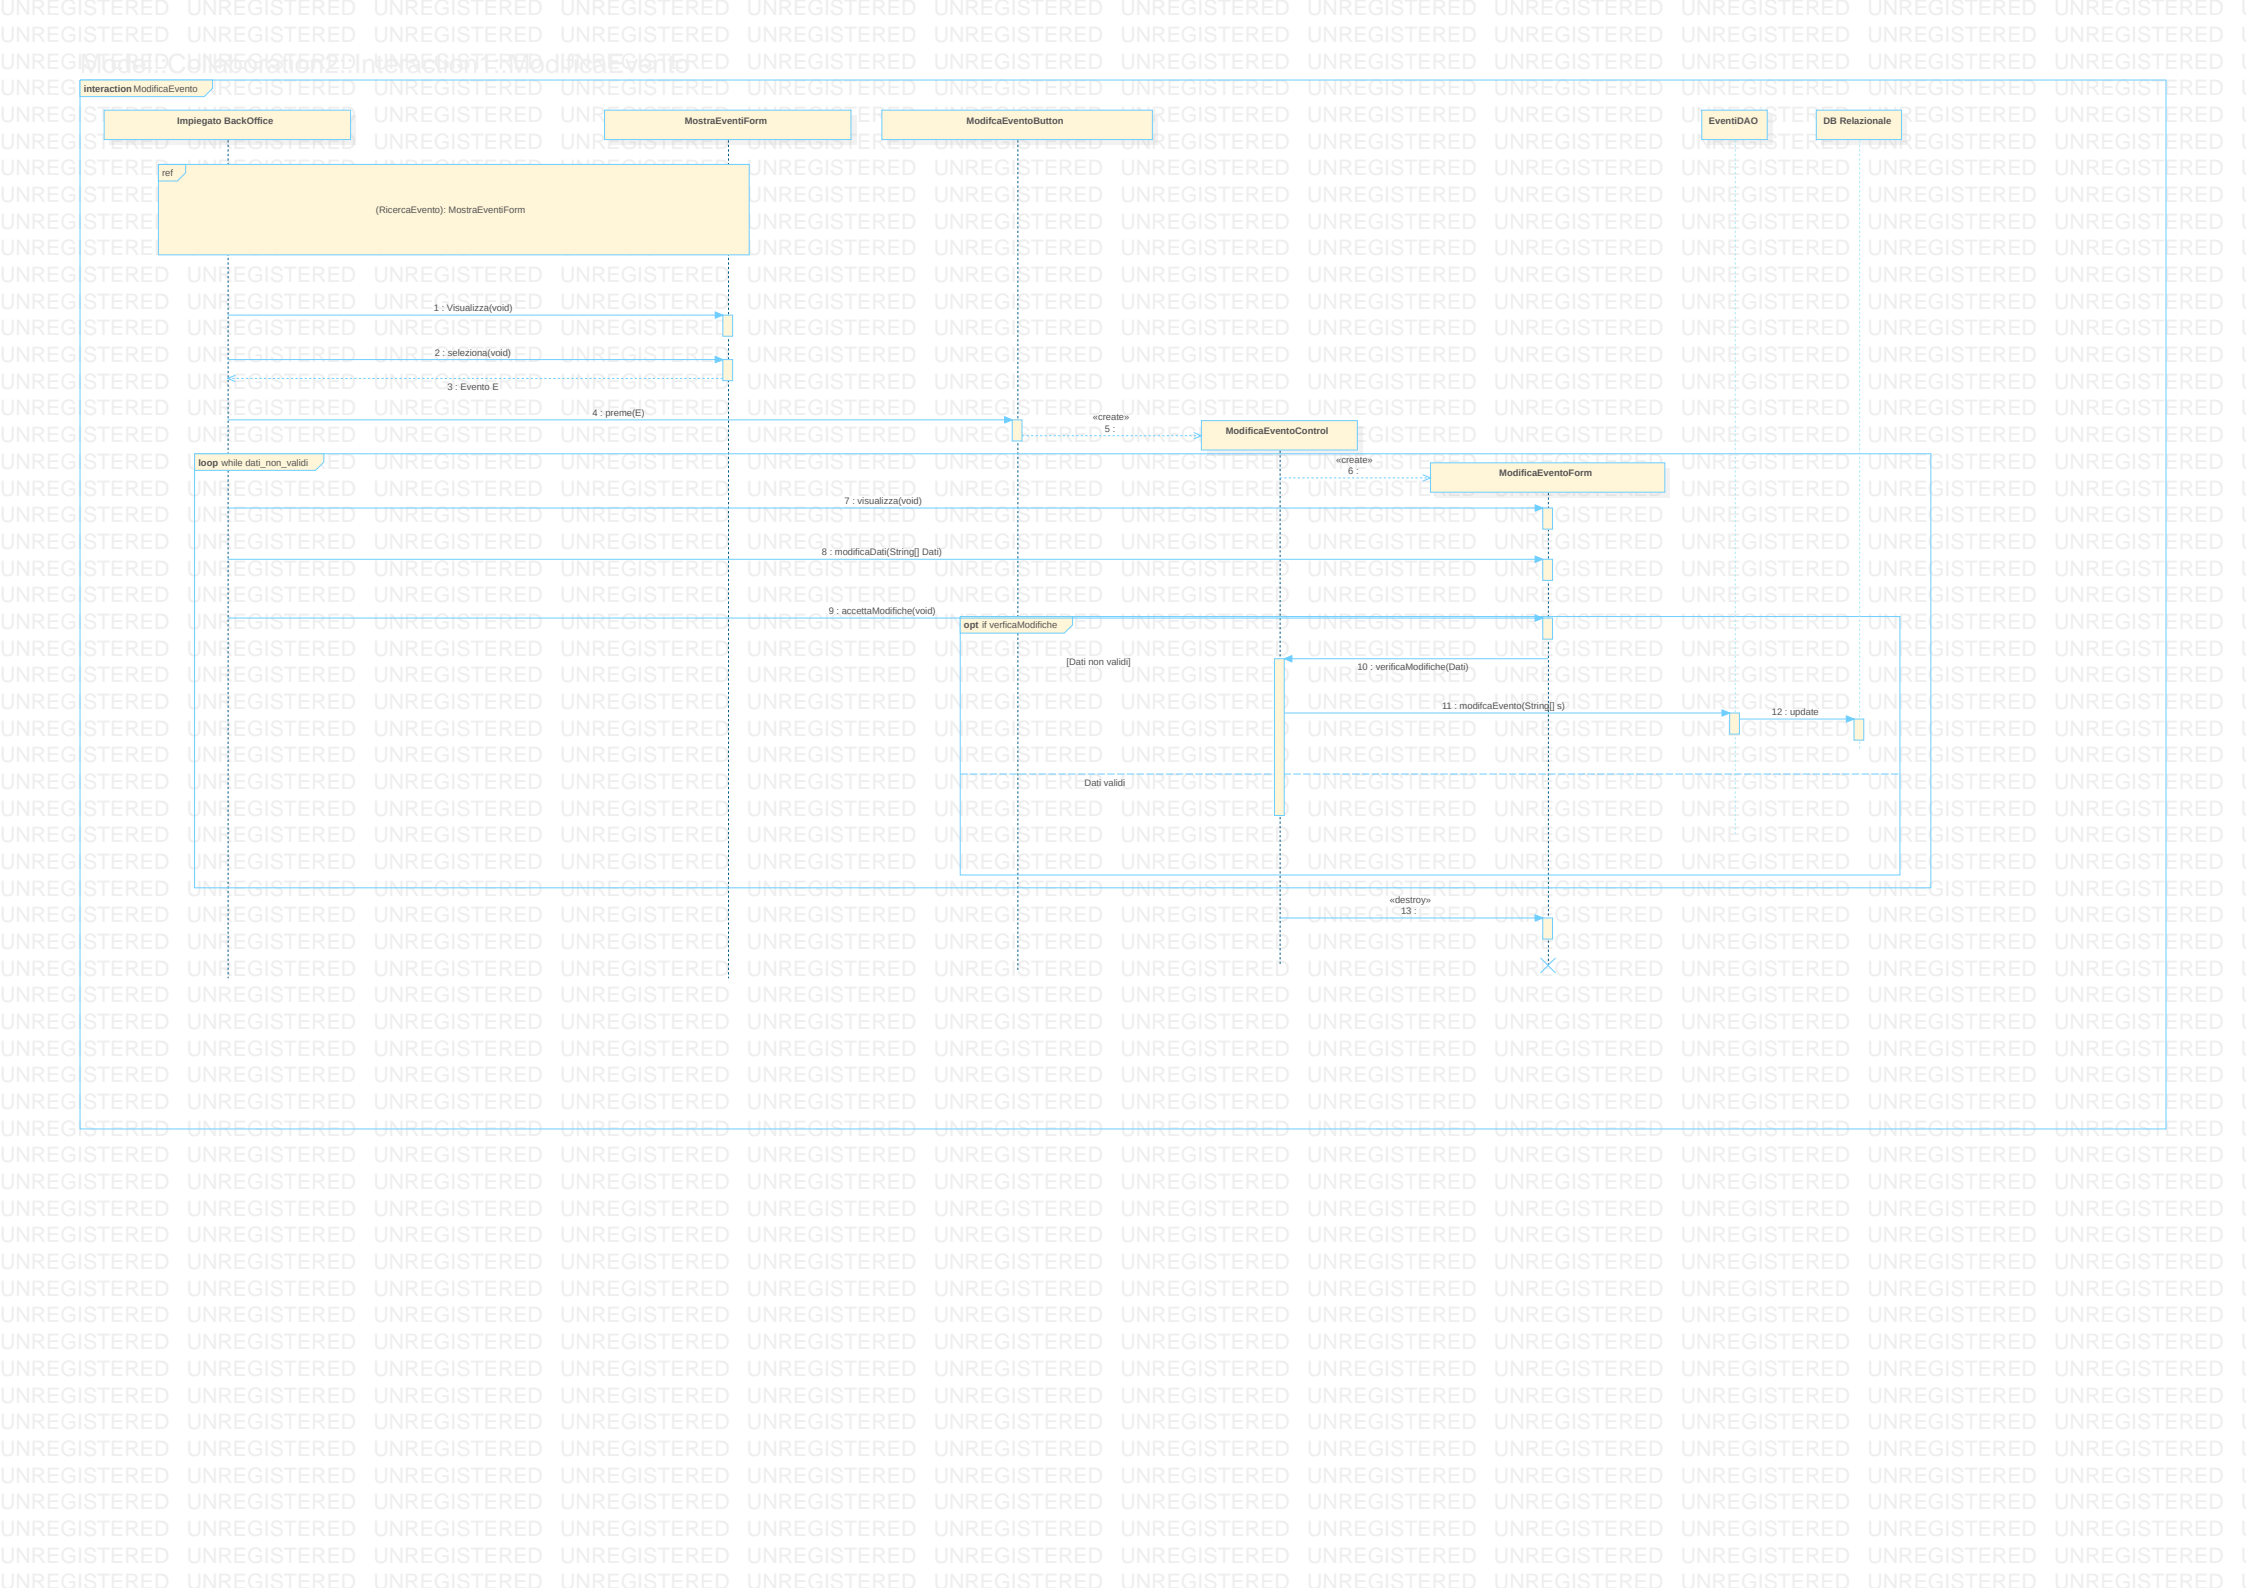 Model::Collaboration2::Interaction1::ModificaEvento
interaction ModificaEvento
Impiegato BackOffice
MostraEventiForm
ModifcaEventoButton
EventiDAO
DB Relazionale
ref
(RicercaEvento): MostraEventiForm
1 : Visualizza(void)
2 : seleziona(void)
3 : Evento E
4 : preme(E)
«create»
5 :
ModificaEventoControl
loop while dati_non_validi
«create»
6 :
ModificaEventoForm
7 : visualizza(void)
8 : modificaDati(String[] Dati)
9 : accettaModifiche(void)
opt if verficaModifiche
[Dati non validi]
10 : verificaModifiche(Dati)
11 : modifcaEvento(String[] s)
12 : update
Dati validi
«destroy»
13 :
UNREGISTERED